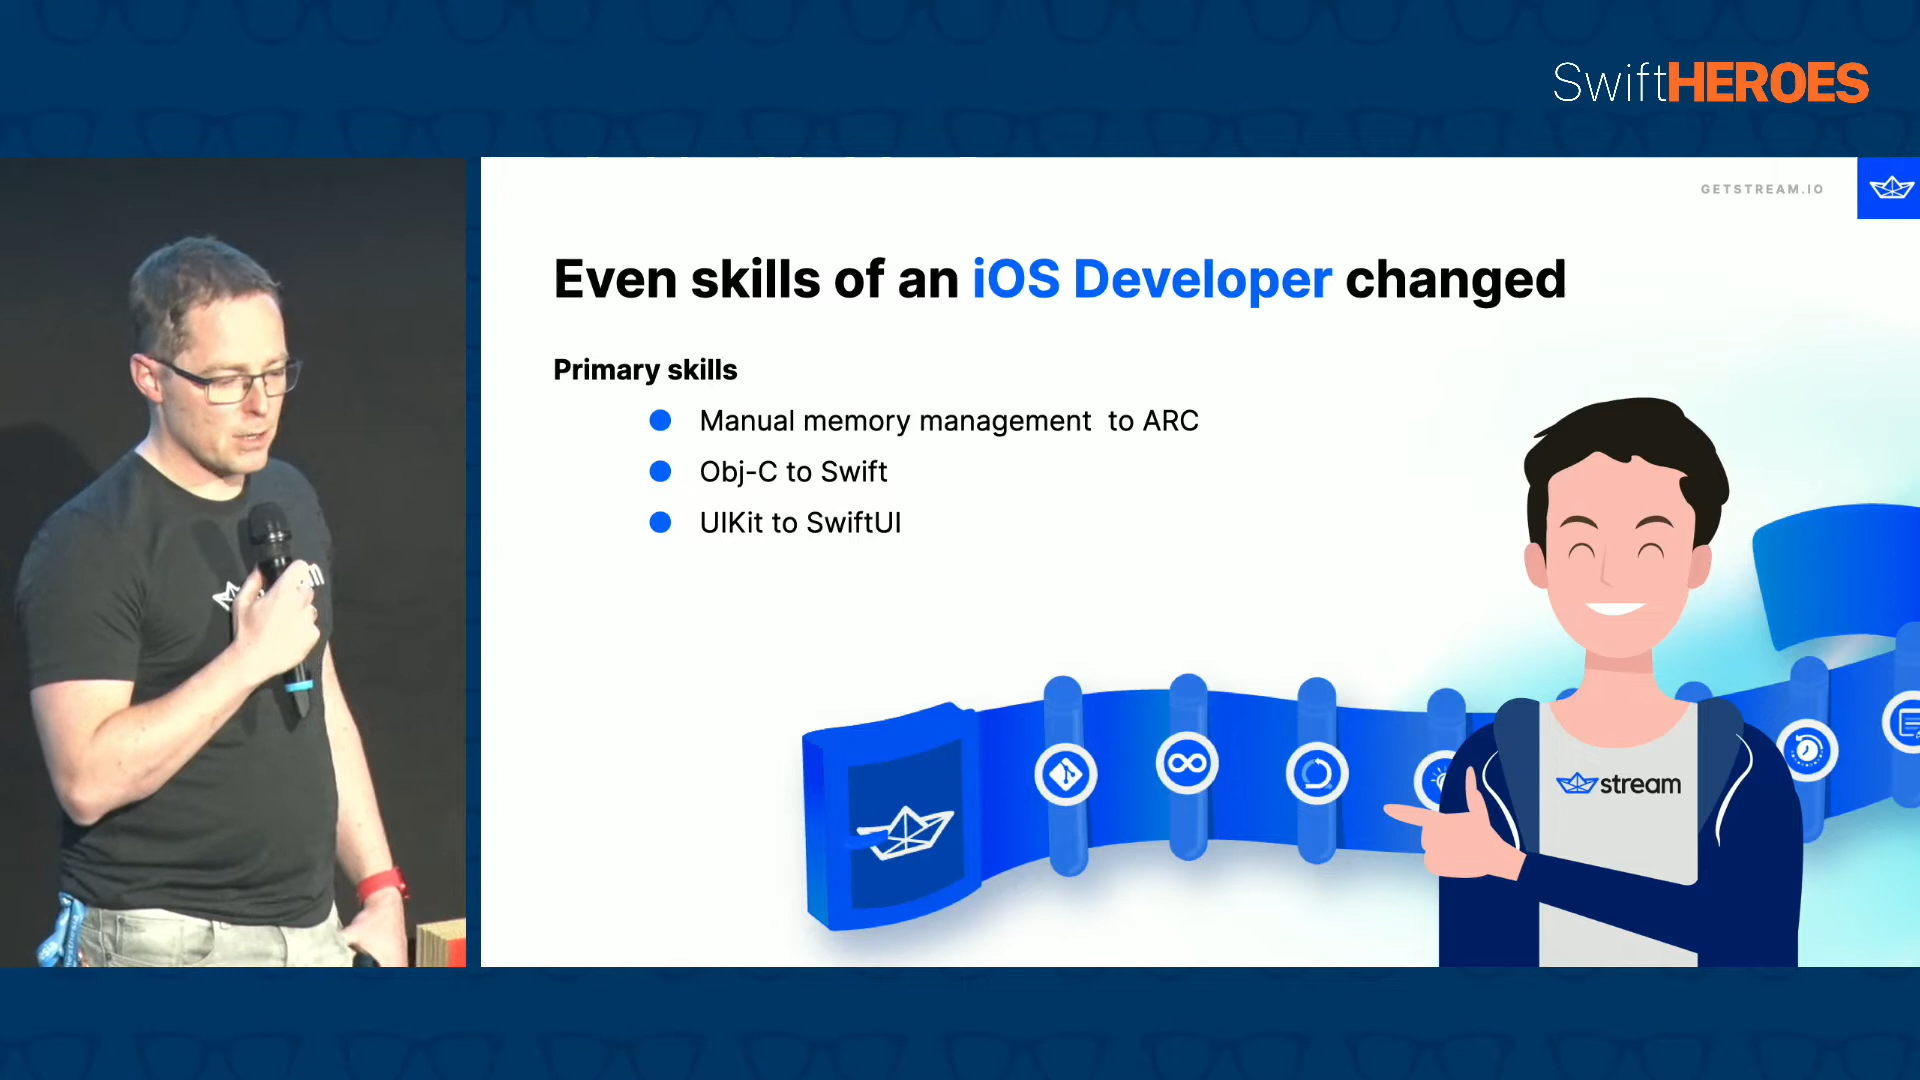 SwiftHEROES
GETSTREAM.IO
Even skills of an iOS Developer changed
Primary skills
Manual memory management to ARC
Obj-C to Swift
UIKit to SwiftUI
stream